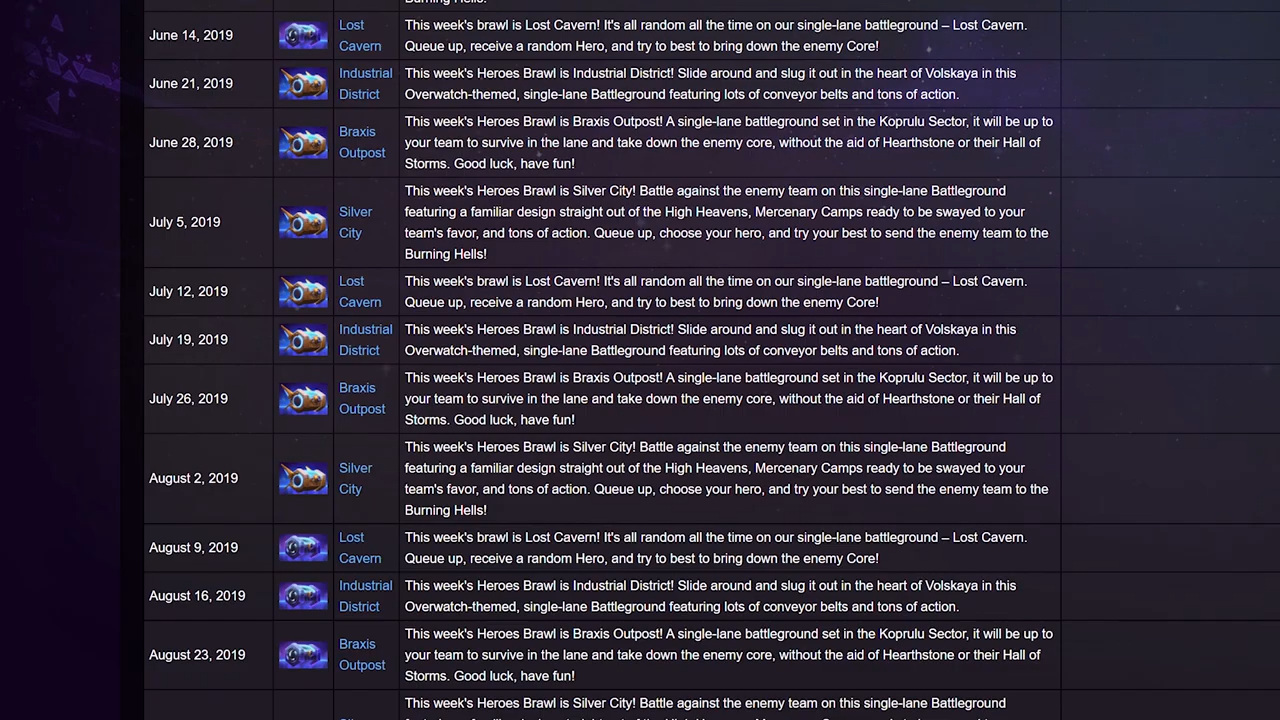 Burning Hells!
June 14, 2019
Lost
Cavern
This week's brawl is Lost Cavern! It's all random all the time on our single-lane battleground – Lost Cavern.
Queue up, receive a random Hero, and try to best to bring down the enemy Core!
June 21, 2019
Industrial
District
This week's Heroes Brawl is Industrial District! Slide around and slug it out in the heart of Volskaya in this
Overwatch-themed, single-lane Battleground featuring lots of conveyor belts and tons of action.
June 28, 2019
Braxis
Outpost
This week's Heroes Brawl is Braxis Outpost! A single-lane battleground set in the Koprulu Sector, it will be up to
your team to survive in the lane and take down the enemy core, without the aid of Hearthstone or their Hall of
Storms. Good luck, have fun!
July 5, 2019
Silver
City
This week's Heroes Brawl is Silver City! Battle against the enemy team on this single-lane Battleground
featuring a familiar design straight out of the High Heavens, Mercenary Camps ready to be swayed to your
team's favor, and tons of action. Queue up, choose your hero, and try your best to send the enemy team to the
Burning Hells!
July 12, 2019
Lost
Cavern
This week's brawl is Lost Cavern! It's all random all the time on our single-lane battleground – Lost Cavern.
Queue up, receive a random Hero, and try to best to bring down the enemy Core!
July 19, 2019
Industrial
District
This week's Heroes Brawl is Industrial District! Slide around and slug it out in the heart of Volskaya in this
Overwatch-themed, single-lane Battleground featuring lots of conveyor belts and tons of action.
July 26, 2019
Braxis
Outpost
This week's Heroes Brawl is Braxis Outpost! A single-lane battleground set in the Koprulu Sector, it will be up to
your team to survive in the lane and take down the enemy core, without the aid of Hearthstone or their Hall of
Storms. Good luck, have fun!
August 2, 2019
Silver
City
This week's Heroes Brawl is Silver City! Battle against the enemy team on this single-lane Battleground
featuring a familiar design straight out of the High Heavens, Mercenary Camps ready to be swayed to your
team's favor, and tons of action. Queue up, choose your hero, and try your best to send the enemy team to the
Burning Hells!
August 9, 2019
Lost
Cavern
This week's brawl is Lost Cavern! It's all random all the time on our single-lane battleground – Lost Cavern.
Queue up, receive a random Hero, and try to best to bring down the enemy Core!
August 16, 2019
Industrial
District
This week's Heroes Brawl is Industrial District! Slide around and slug it out in the heart of Volskaya in this
Overwatch-themed, single-lane Battleground featuring lots of conveyor belts and tons of action.
August 23, 2019
Braxis
Outpost
This week's Heroes Brawl is Braxis Outpost! A single-lane battleground set in the Koprulu Sector, it will be up to
your team to survive in the lane and take down the enemy core, without the aid of Hearthstone or their Hall of
Storms. Good luck, have fun!
This week's Heroes Brawl is Silver City! Battle against the enemy team on this single-lane Battleground